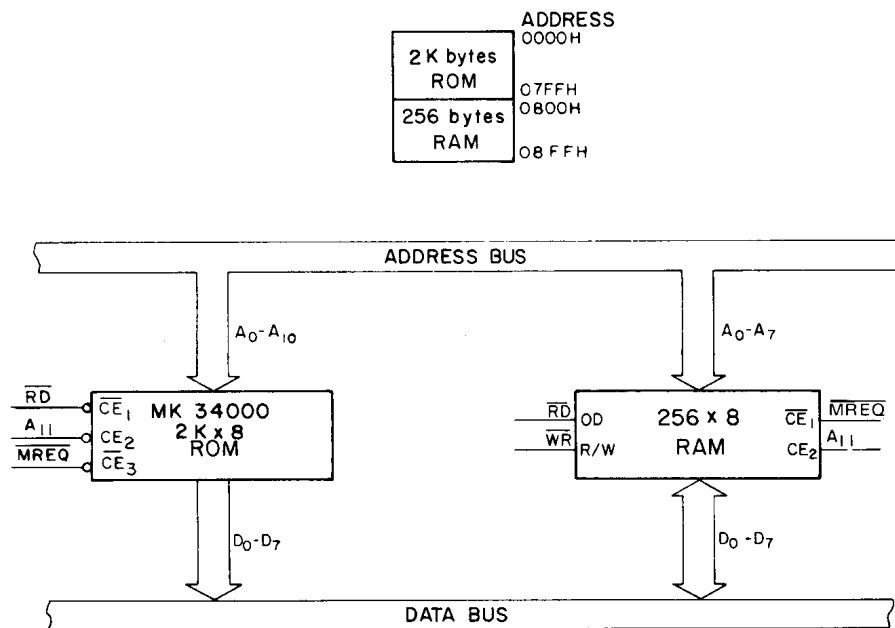 ADDRESS
0000H
2K bytes
ROM
07FFH
0800H
256 bytes
RAM
08FFH
ADDRESS BUS
A0-A10
A0-A7
RD
A11
MREQ
CE1
CE2
CE3
MK 34000
2K x 8
ROM
RD
WR
OD
R/W
256 x 8
RAM
CE1
CE2
MREQ
A11
D0-D7
D0-D7
DATA BUS